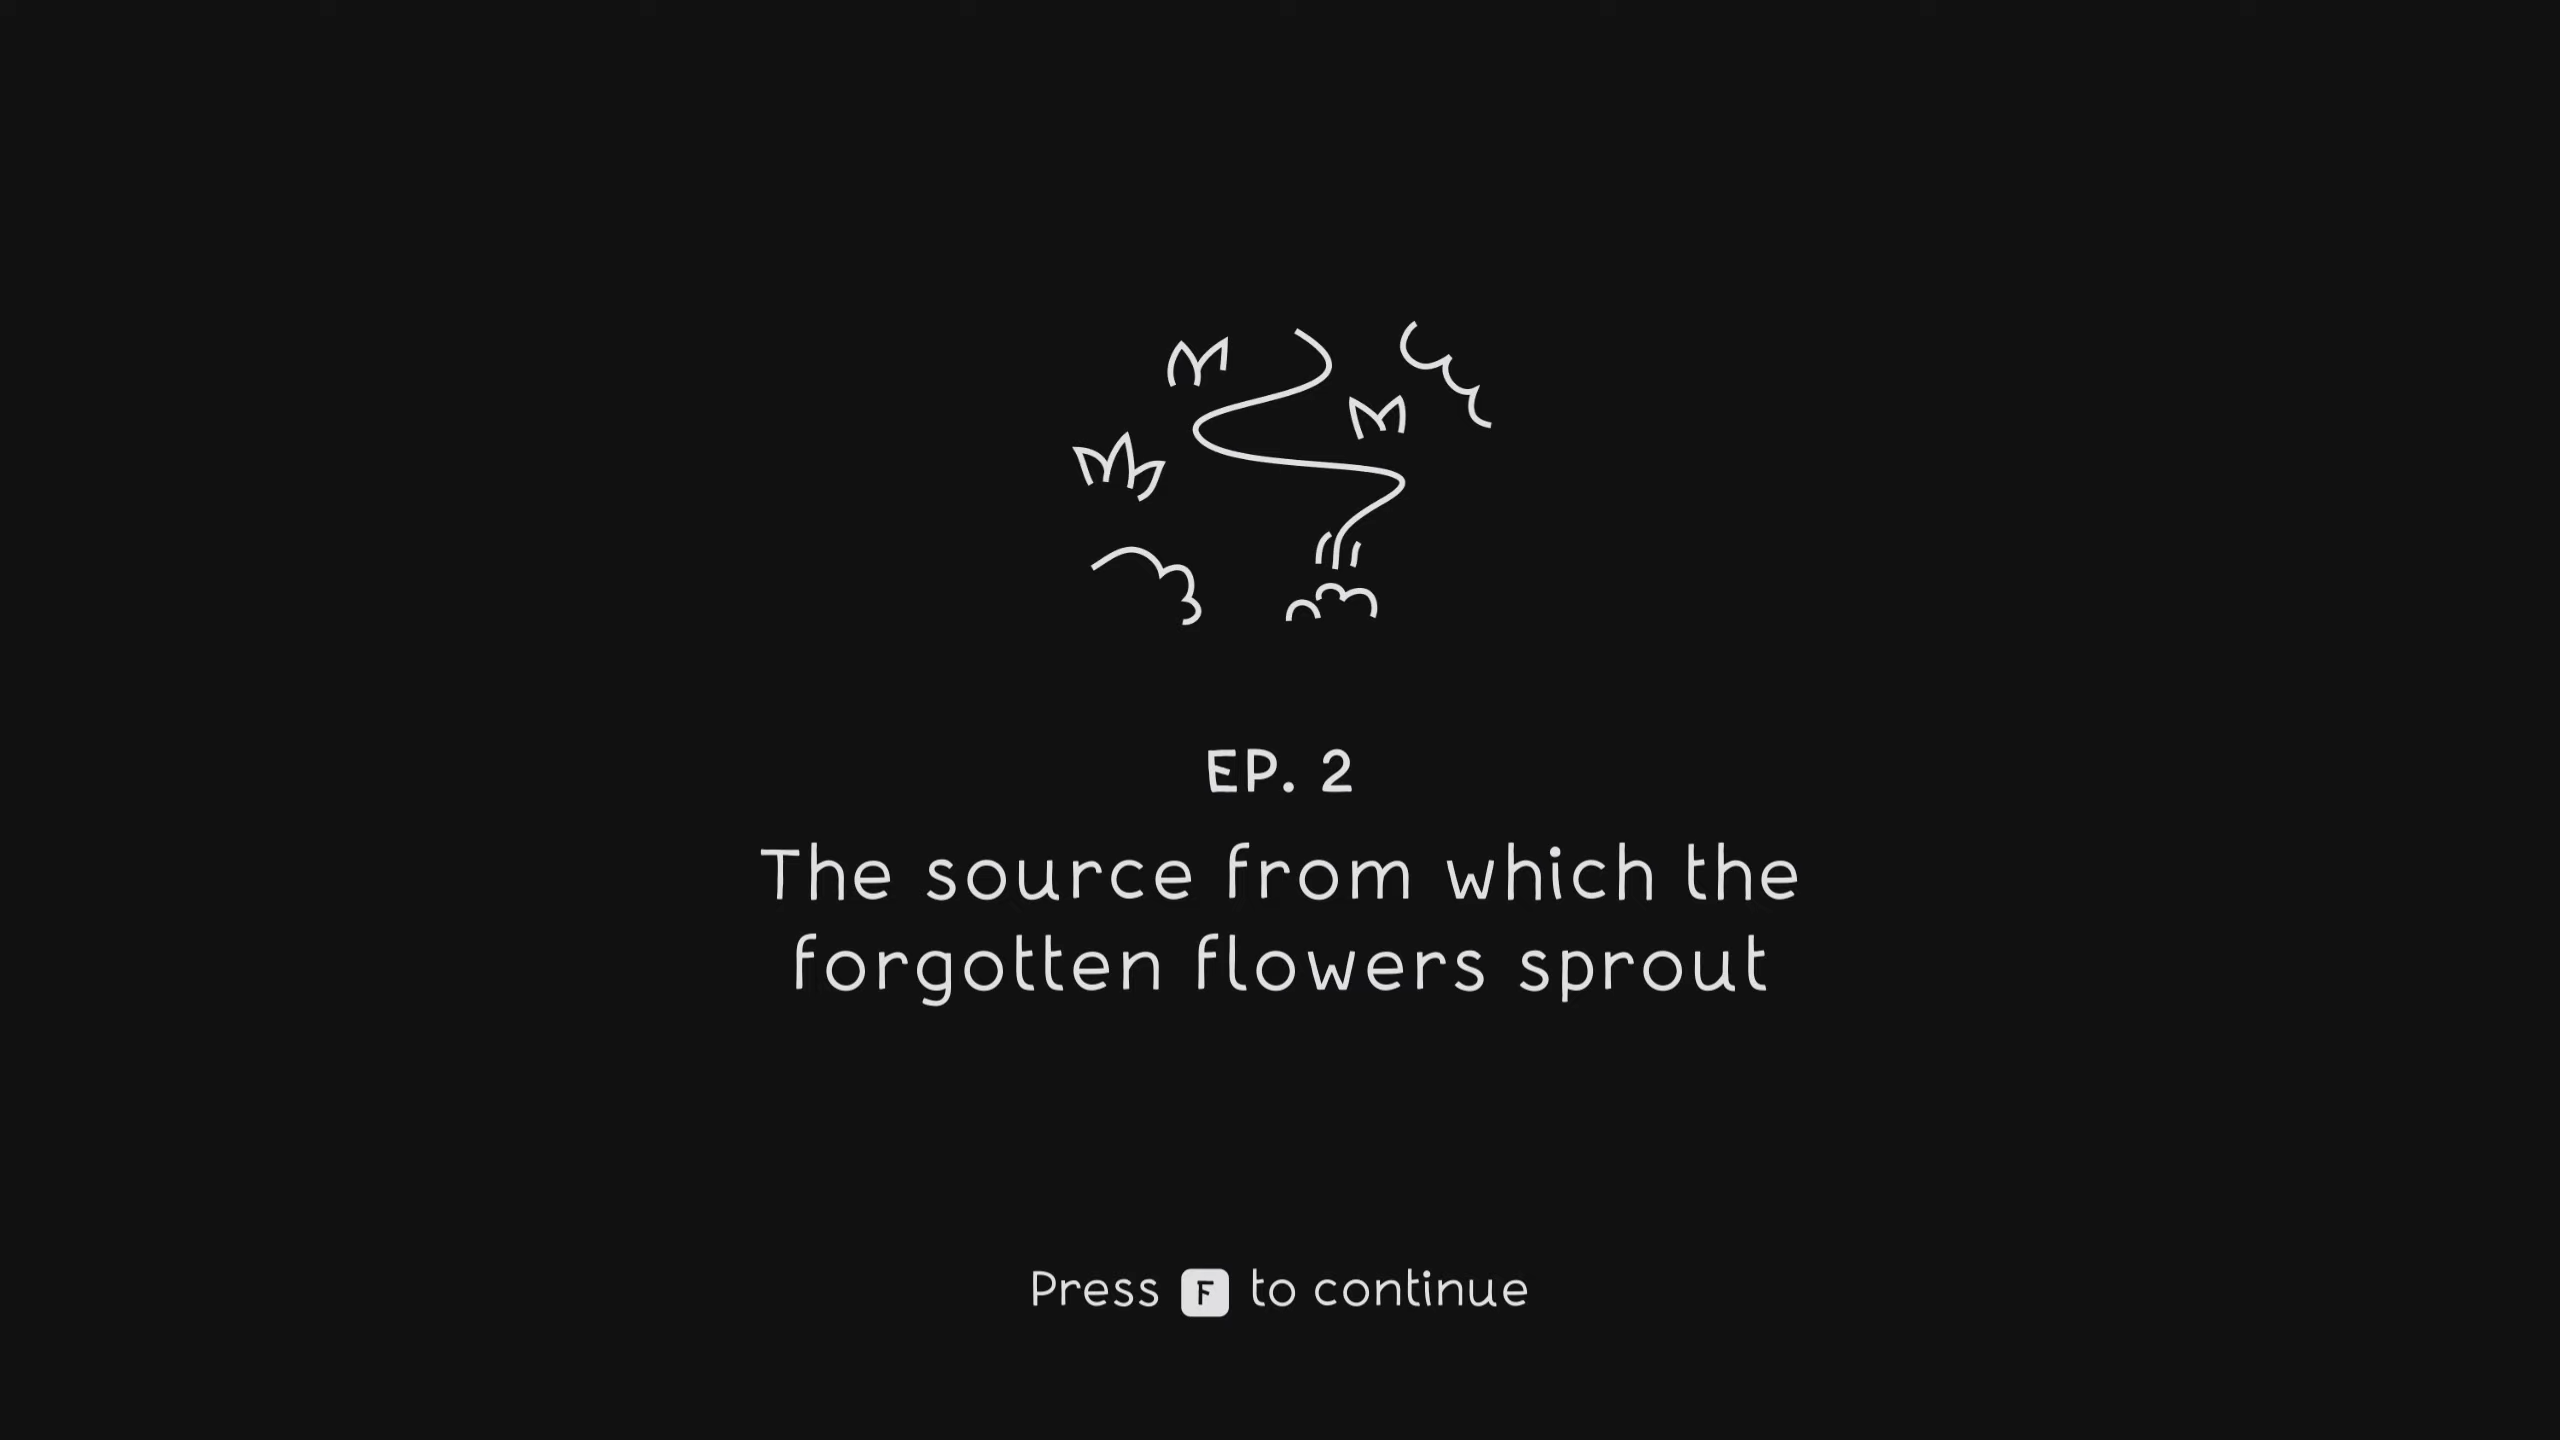 EP. 2
The source from which the
forgotten flowers sprout
Press F to continue